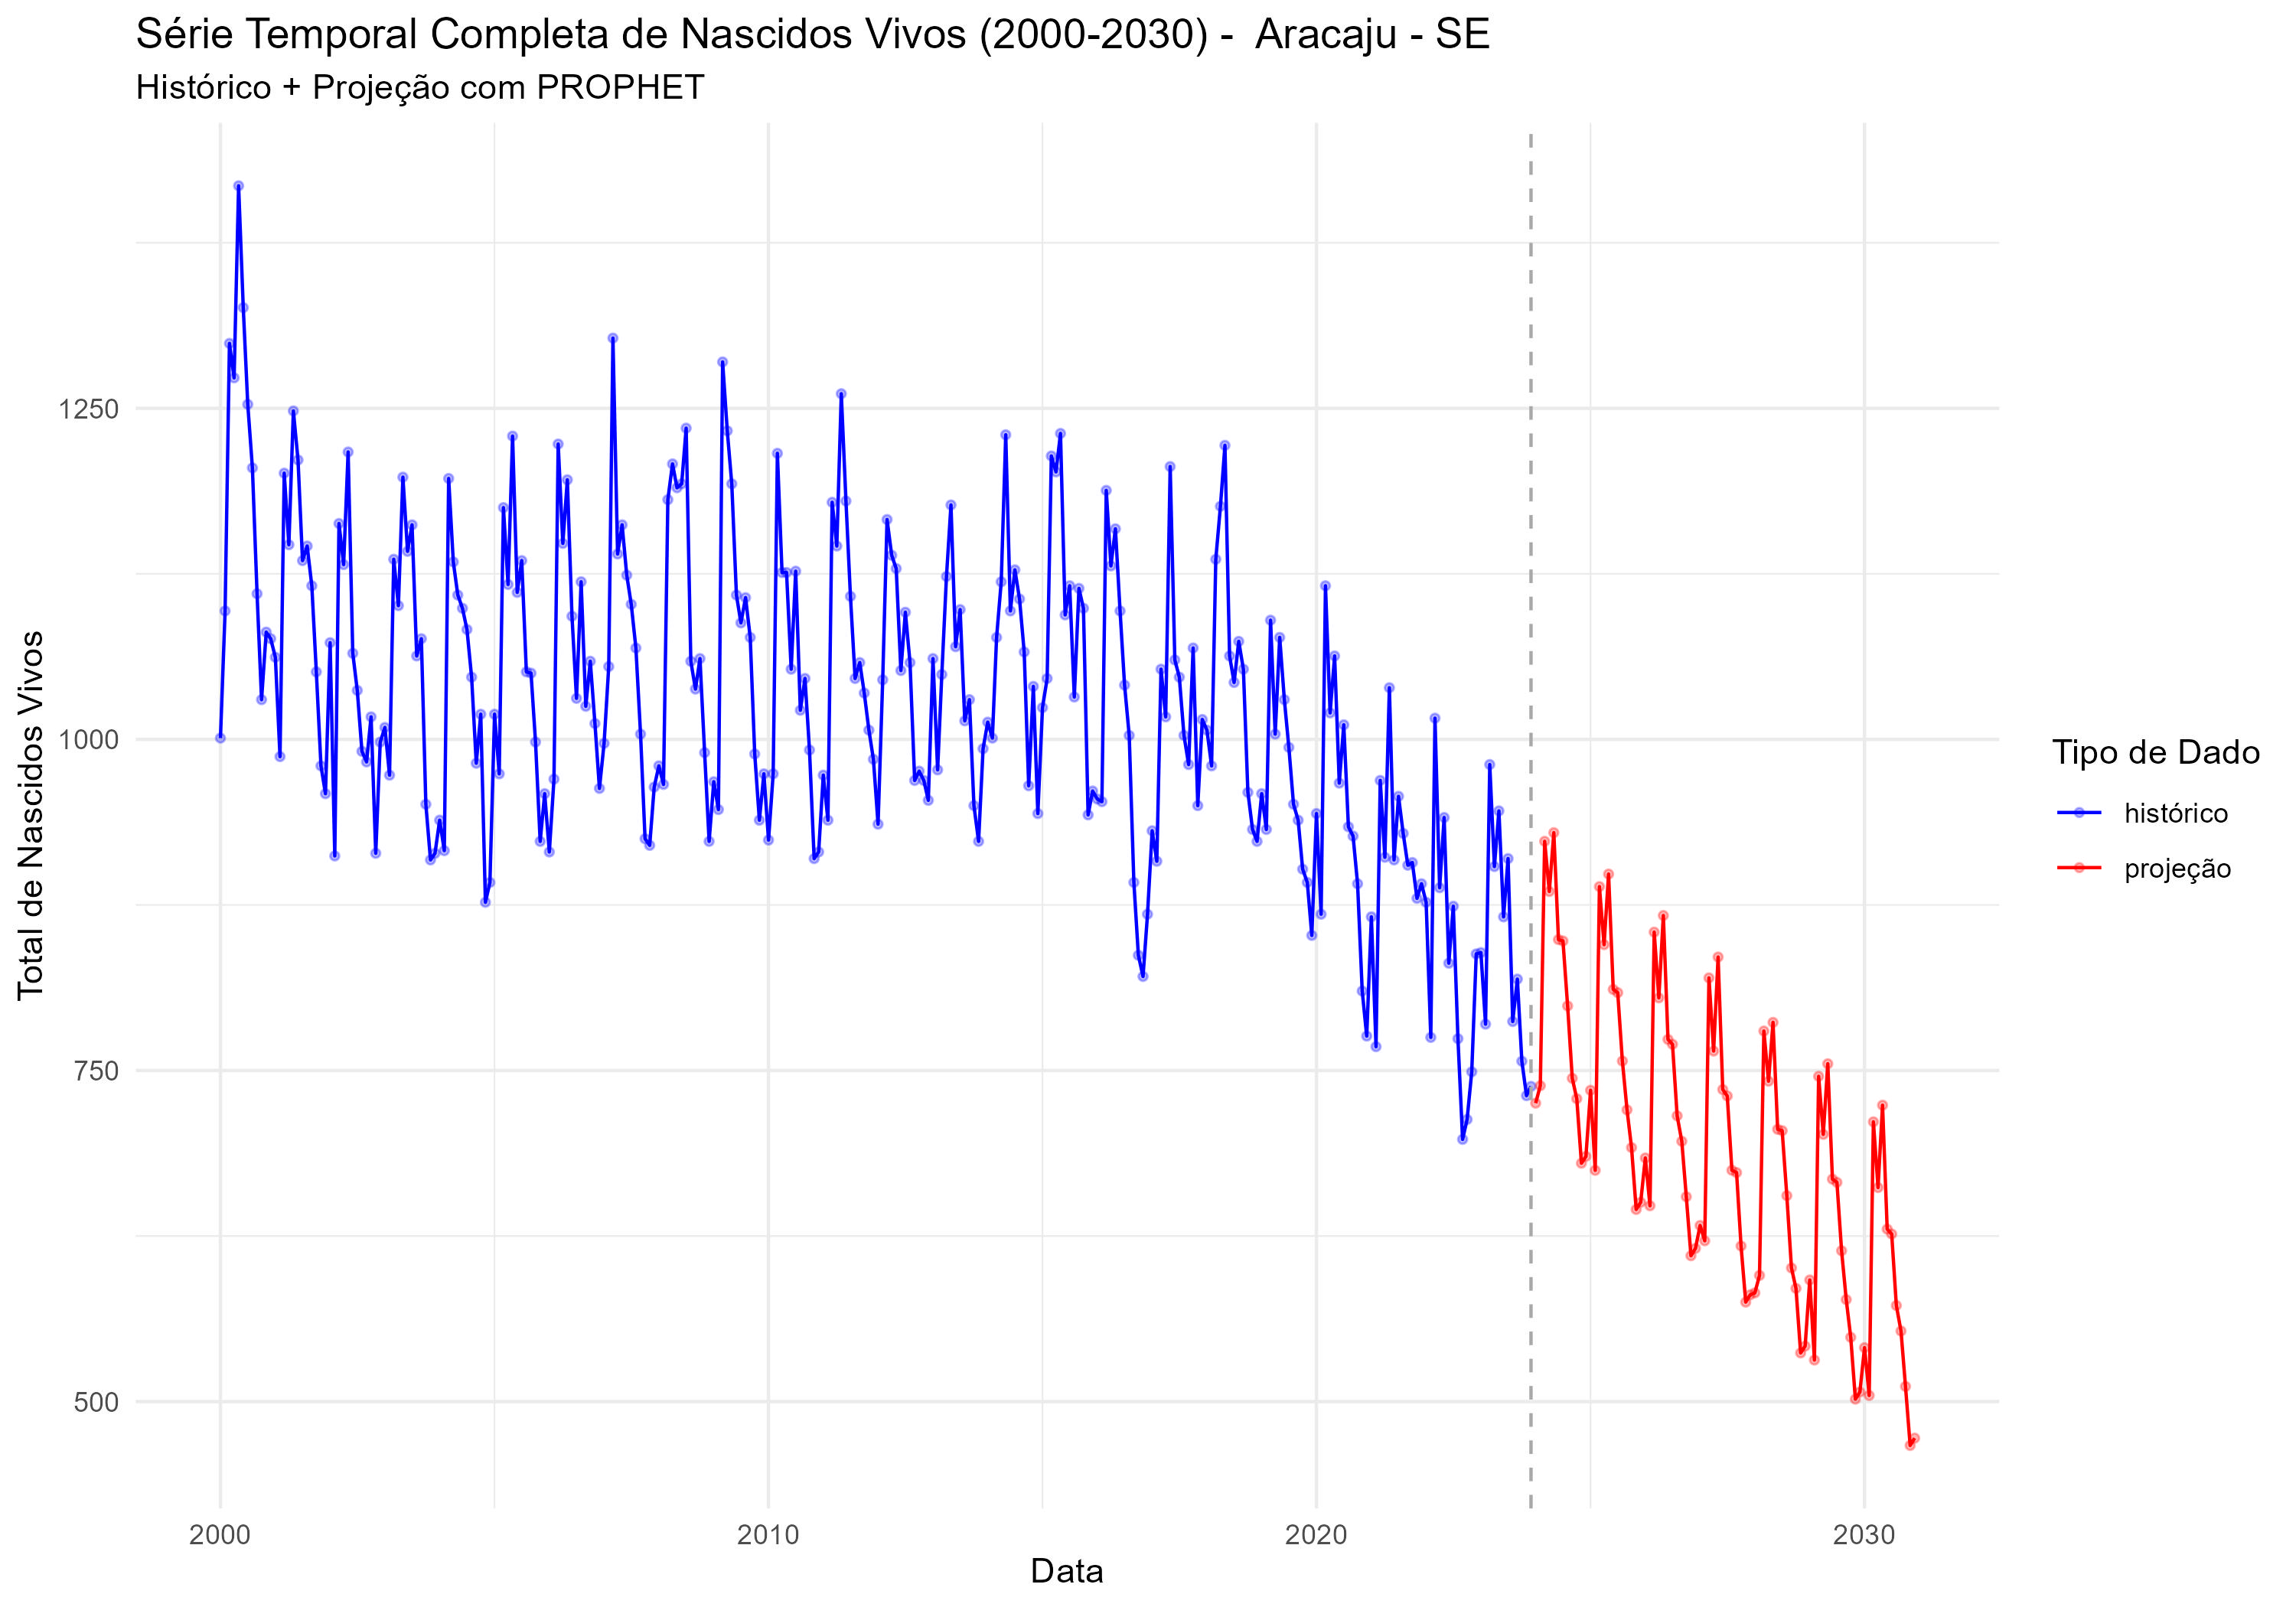 Série Temporal Completa de Nascidos Vivos (2000-2030) -  Aracaju - SE
Histórico + Projeção com PROPHET
Total de Nascidos Vivos
1250
1000
750
500
2000
2010
2020
2030
Data
Tipo de Dado
histórico
projeção